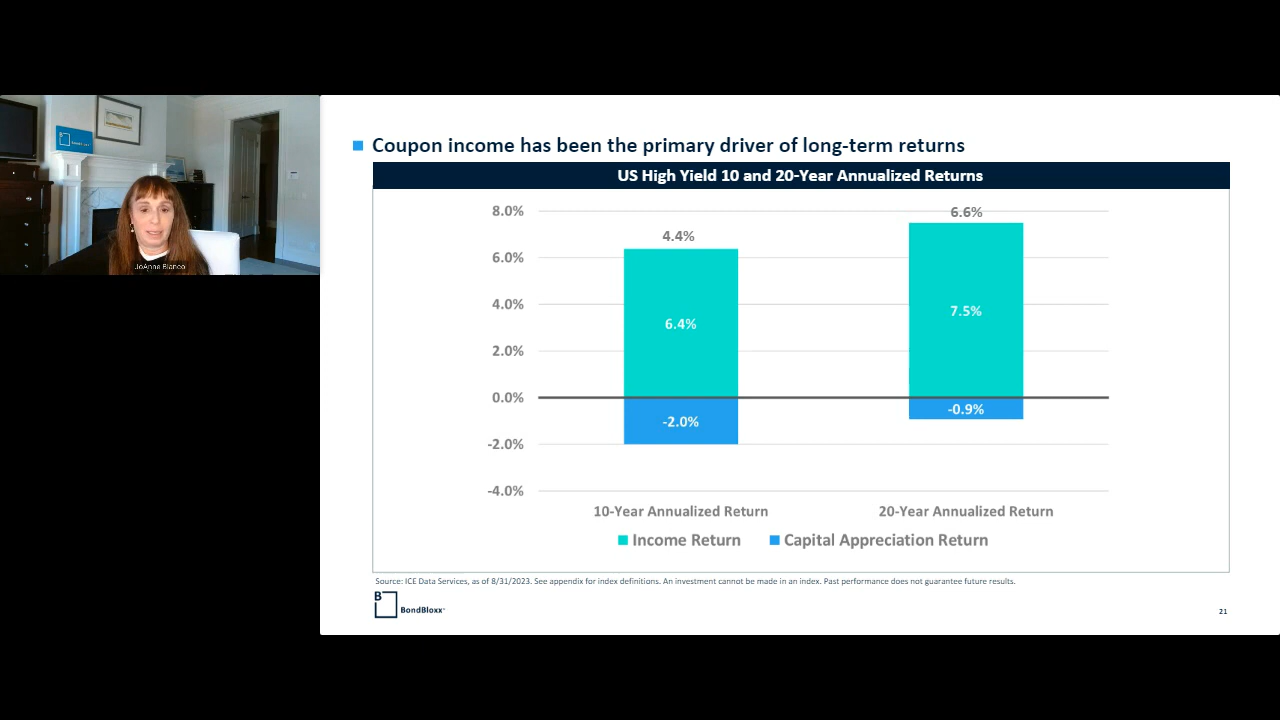 JoAnne Bianco
Coupon income has been the primary driver of long-term returns
US High Yield 10 and 20-Year Annualized Returns
8.0%
6.0%
4.0%
2.0%
0.0%
-2.0%
-4.0%
4.4%
6.4%
-2.0%
6.6%
7.5%
-0.9%
10-Year Annualized Return
20-Year Annualized Return
Income Return
Capital Appreciation Return
Source: ICE Data Services, as of 8/31/2023. See appendix for index definitions. An investment cannot be made in an index. Past performance does not guarantee future results.
B
BondBloxx
21